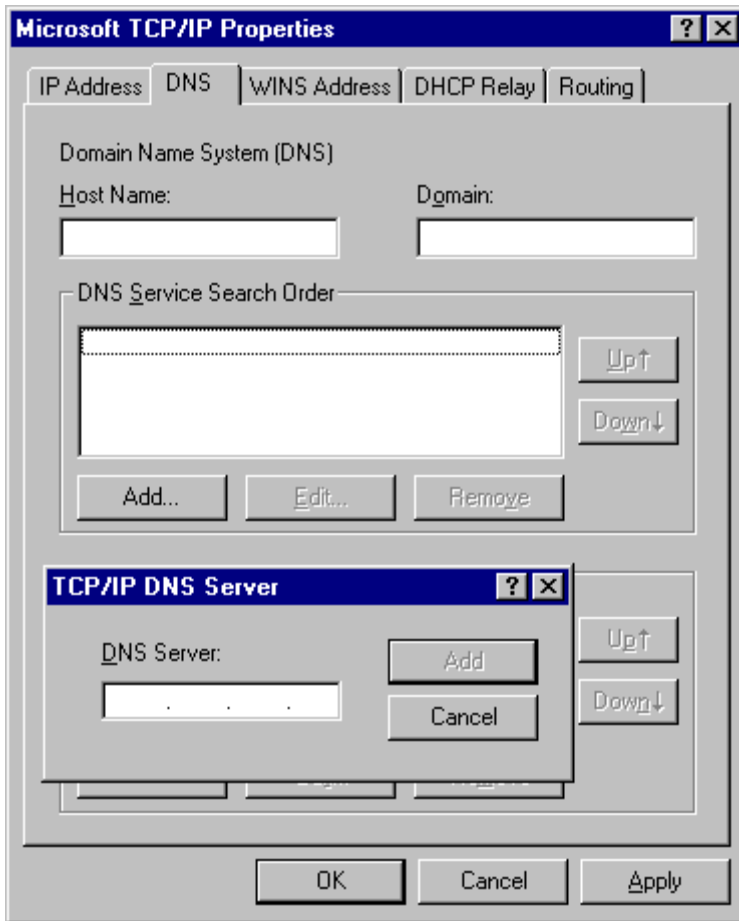 Microsoft TCP/IP Properties
IP Address DNS WINS Address DHCP Relay Routing
Domain Name System (DNS)
Host Name: Domain:
DNS Service Search Order
Up↑
Down↓
Add... Edit... Remove
TCP/IP DNS Server
DNS Server:
Add
Cancel
Up↑
Down↓
OK Cancel Apply